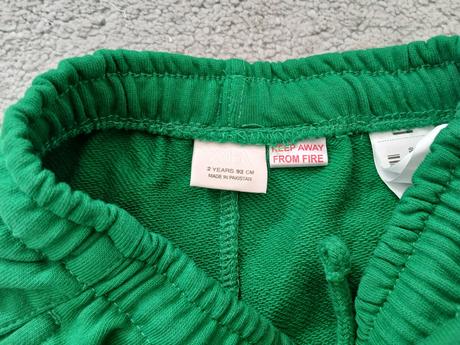 2 YEARS 92 CM
MADE IN PAKISTAN
KEEP AWAY
FROM FIRE